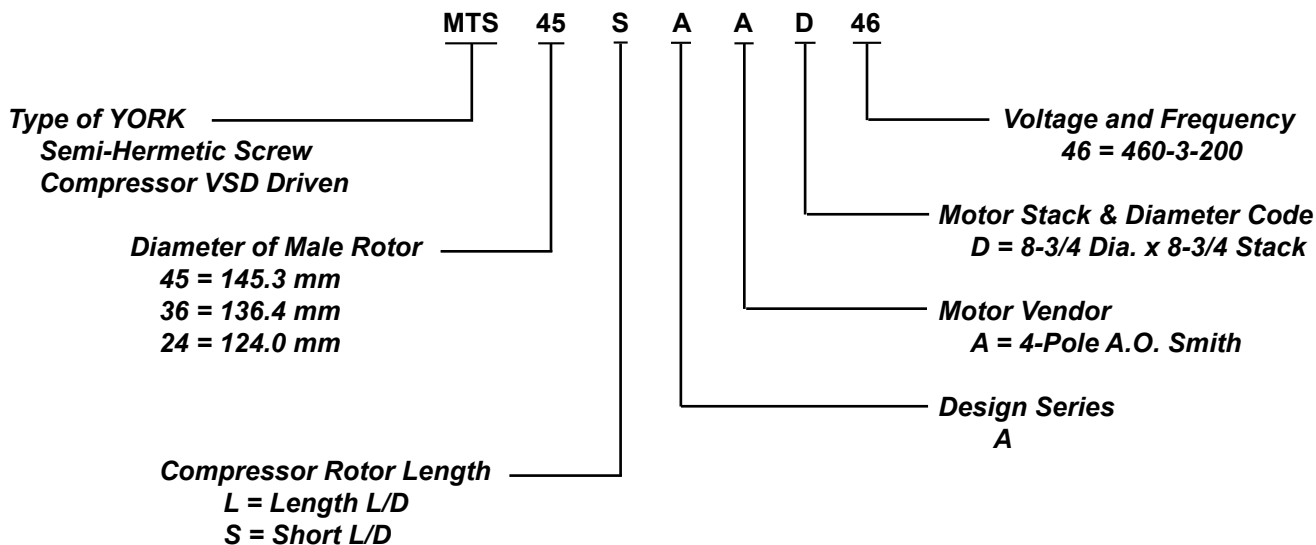 MTS 45 S A A D 46
Type of YORK
Semi-Hermetic Screw
Compressor VSD Driven
Diameter of Male Rotor
45 = 145.3 mm
36 = 136.4 mm
24 = 124.0 mm
Compressor Rotor Length
L = Length L/D
S = Short L/D
Voltage and Frequency
46 = 460-3-200
Motor Stack & Diameter Code
D = 8-3/4 Dia. x 8-3/4 Stack
Motor Vendor
A = 4-Pole A.O. Smith
Design Series
A